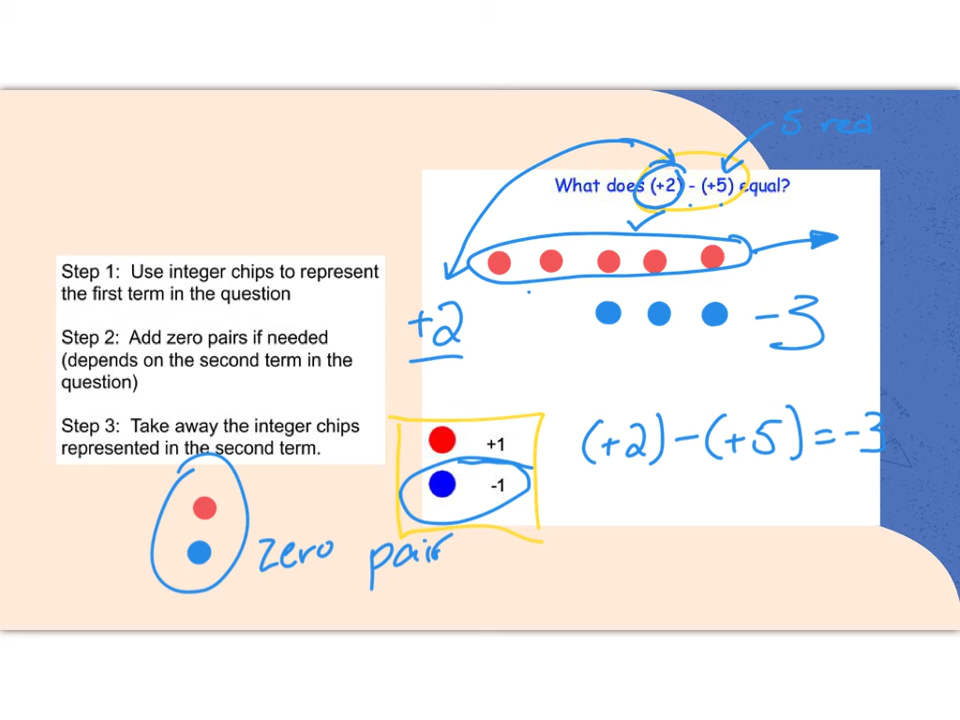 5 red
What does (+2) - (+5) equal?
Step 1: Use integer chips to represent
the first term in the question
Step 2: Add zero pairs if needed
(depends on the second term in the
question)
Step 3: Take away the integer chips
represented in the second term.
+2
-3
+1
-1
(+2)-(+5)=-3
zero pair